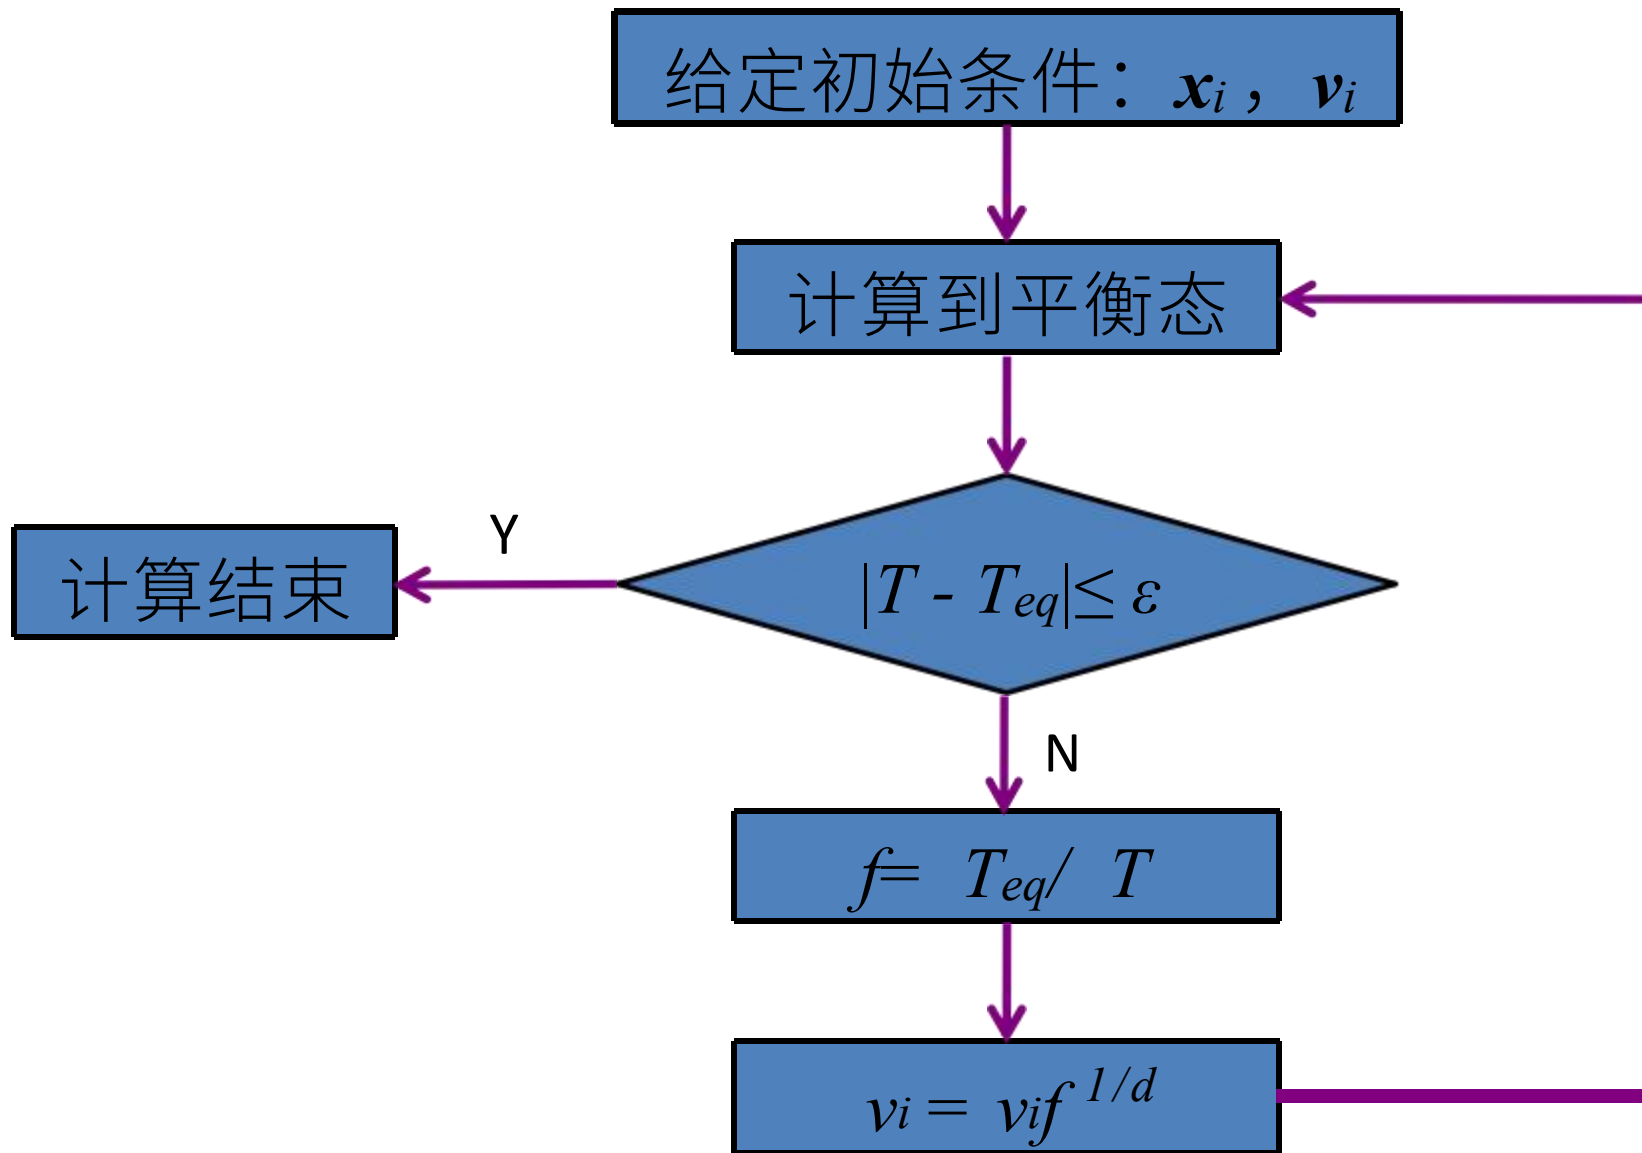 给定初始条件：xi，vi
计算到平衡态
Y
计算结束
|T - Teq|≤ ε
N
f= Teq/ T
vi = vif 1/d